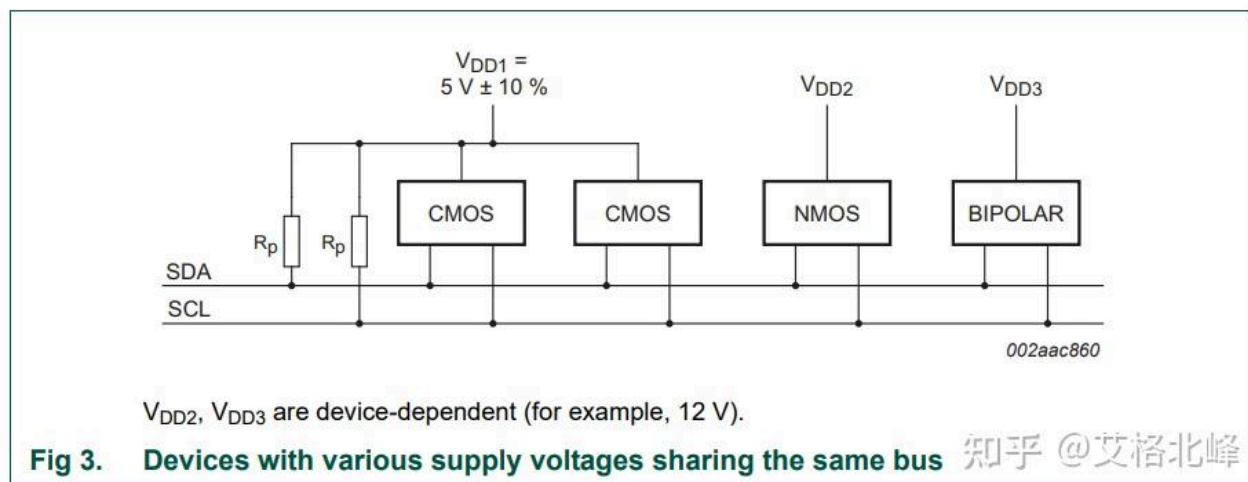 VDD1 =
5 V ± 10 %
VDD2
VDD3
CMOS
CMOS
NMOS
BIPOLAR
Rp
Rp
SDA
SCL
002aac860
VDD2, VDD3 are device-dependent (for example, 12 V).
Fig 3. Devices with various supply voltages sharing the same bus
知乎 @艾格北峰